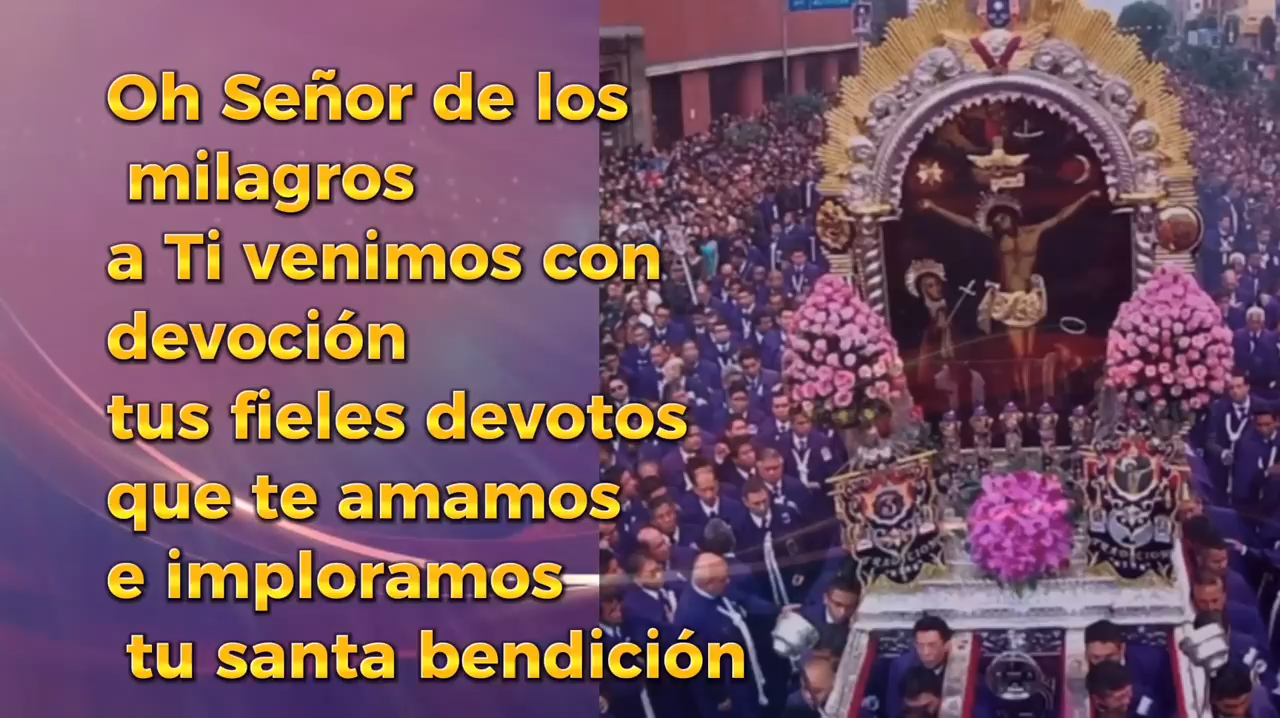 Oh Señor de los
milagros
a Ti venimos con
devoción
tus fieles devotos
que te amamos
e imploramos
tu santa bendición